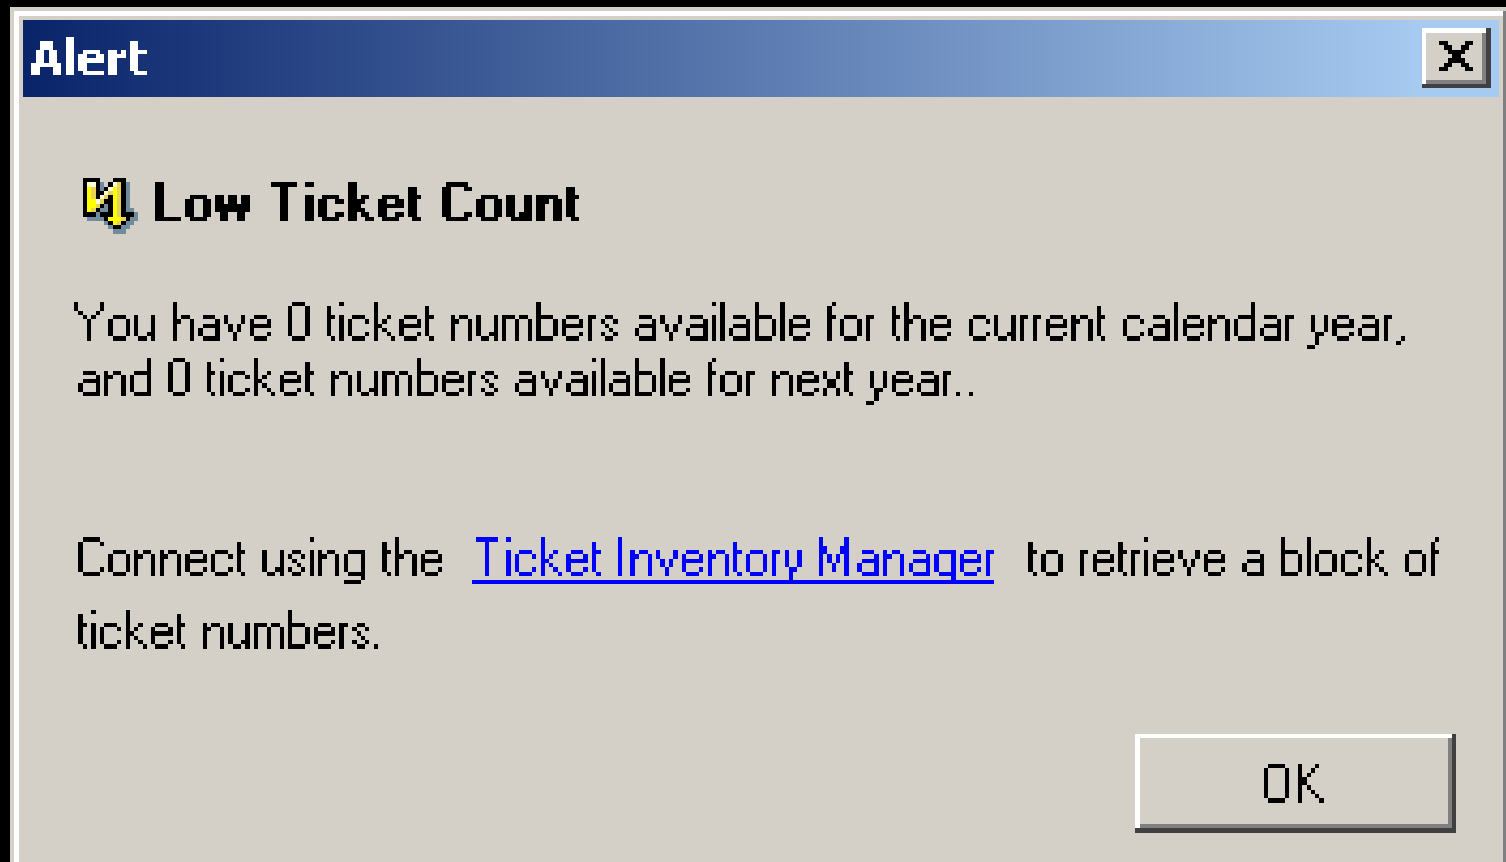 Alert
Low Ticket Count
You have 0 ticket numbers available for the current calendar year,
and 0 ticket numbers available for next year..
Connect using the Ticket Inventory Manager to retrieve a block of
ticket numbers.
OK